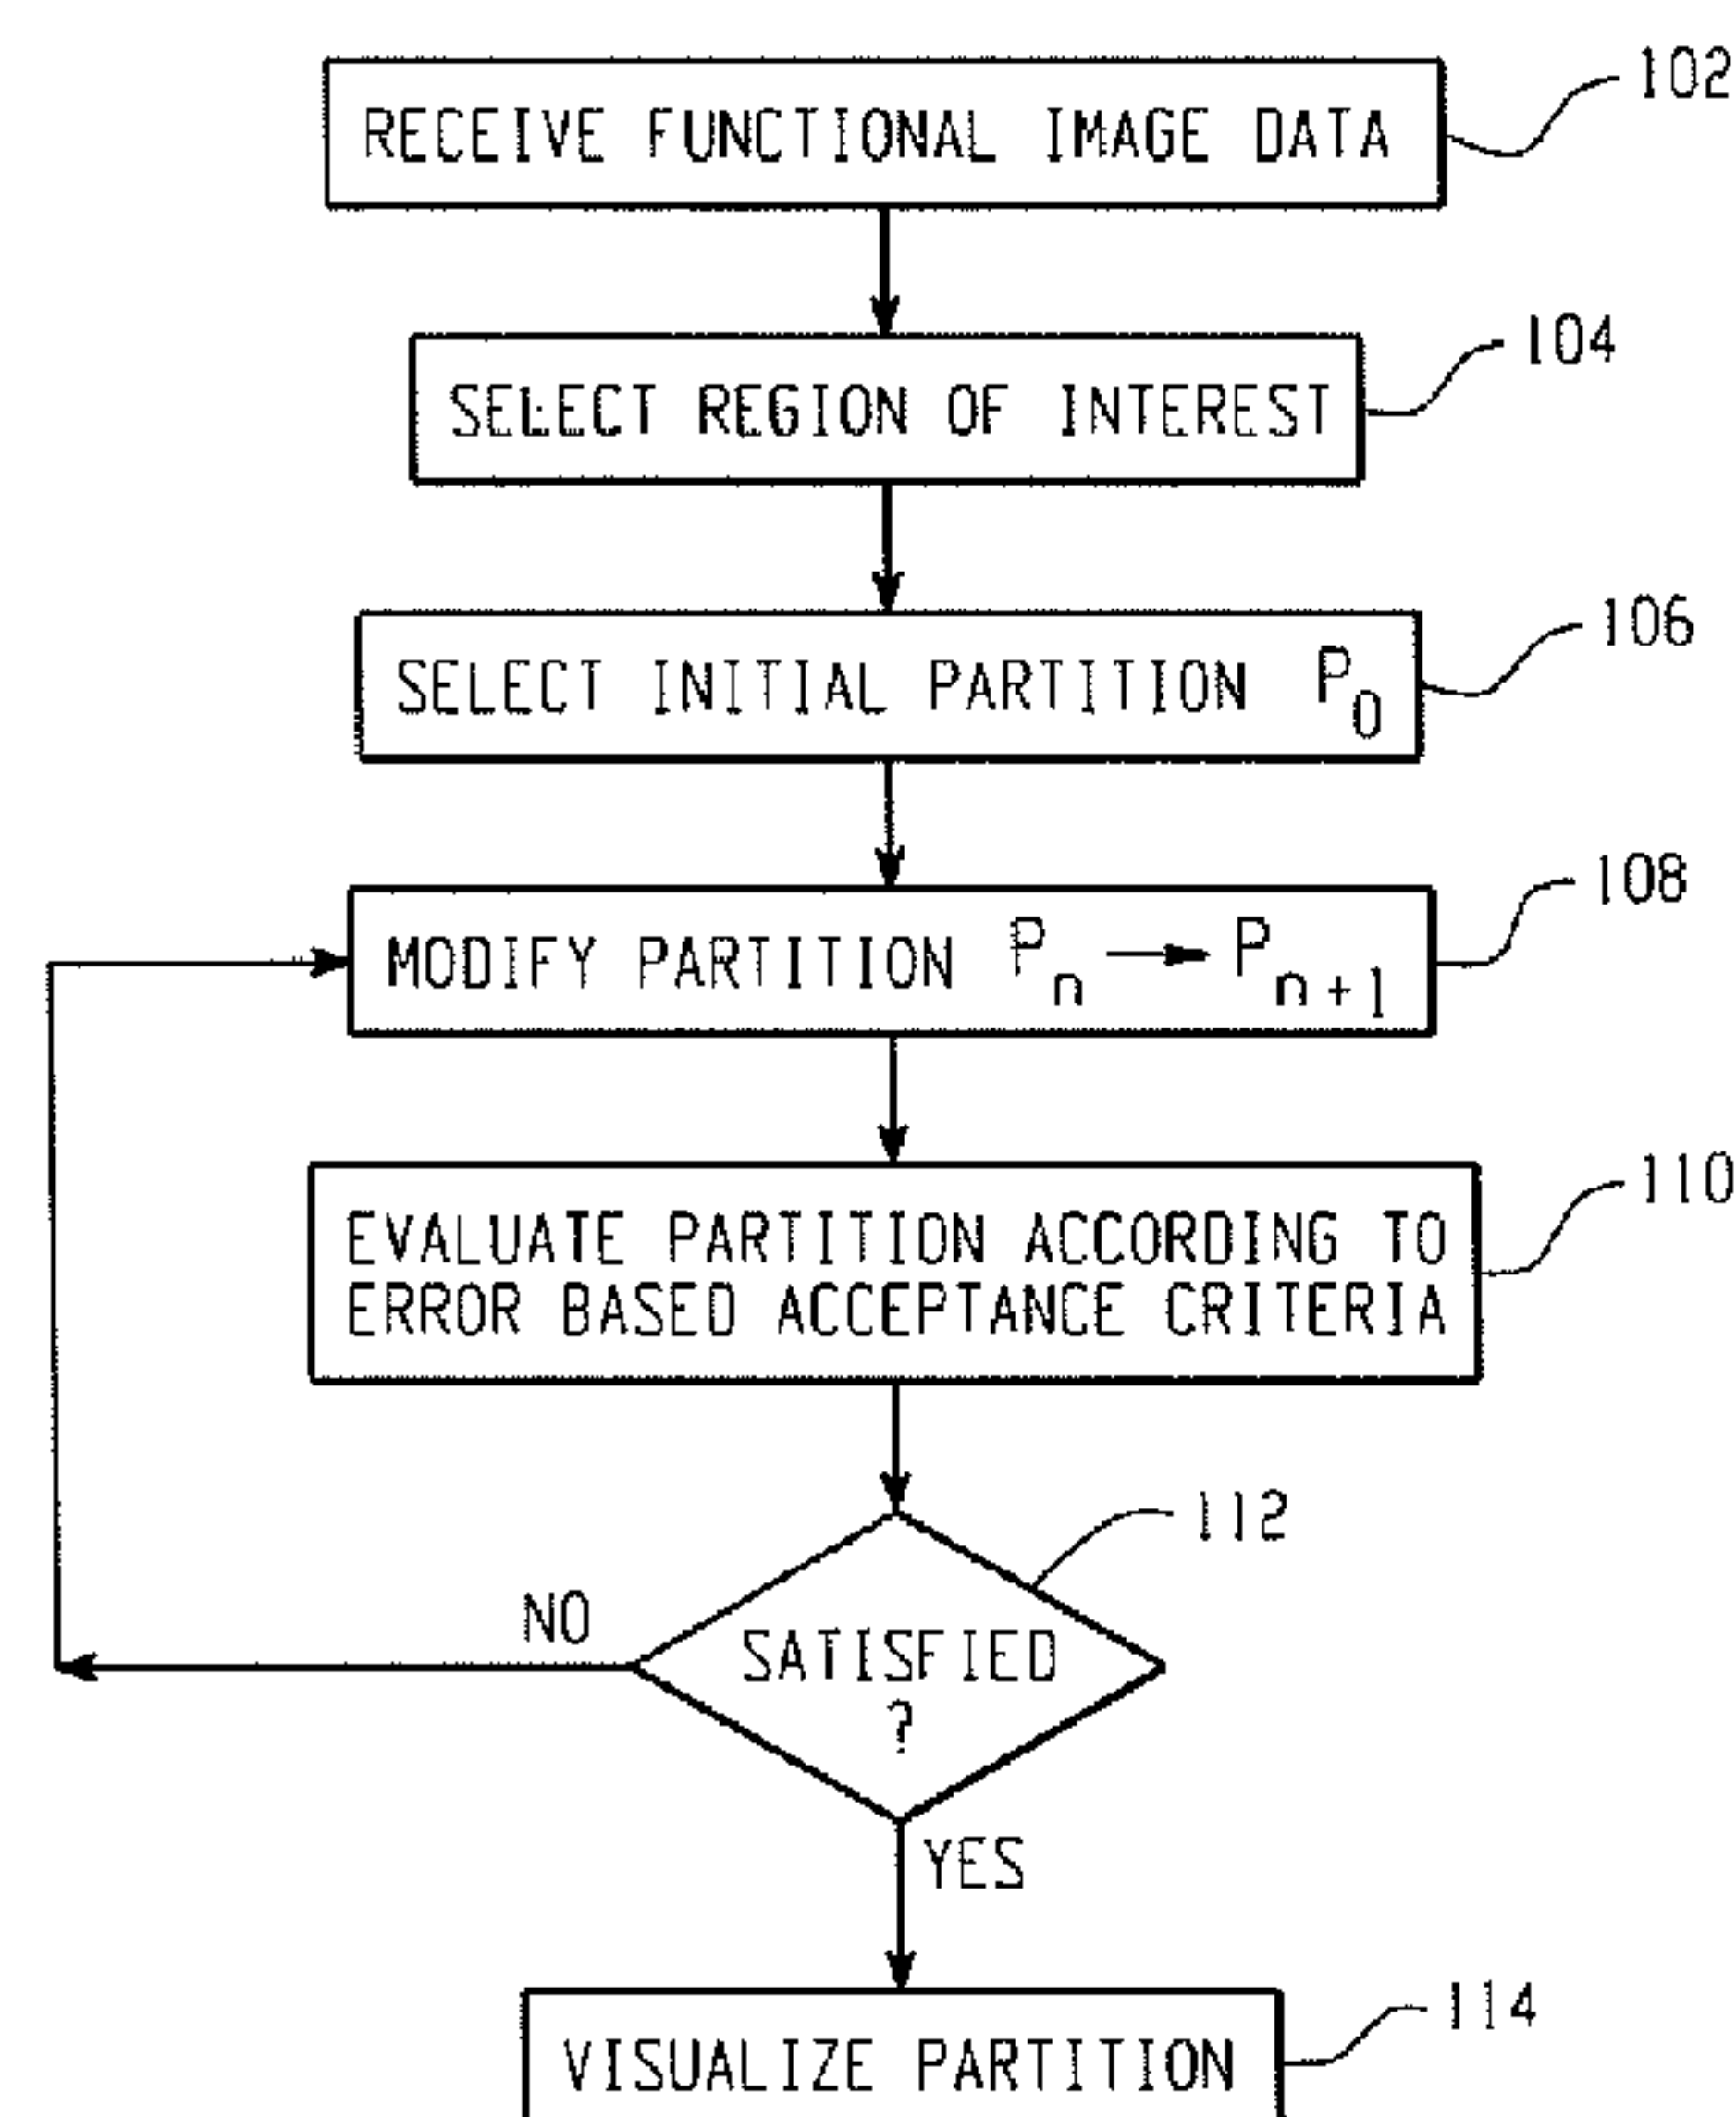 RECEIVE FUNCTIONAL IMAGE DATA
102
SELECT REGION OF INTEREST
104
SELECT INITIAL PARTITION P0
106
MODIFY PARTITION Pn → Pn+1
108
EVALUATE PARTITION ACCORDING TO
ERROR BASED ACCEPTANCE CRITERIA
110
112
SATISFIED
?
NO
YES
VISUALIZE PARTITION
114